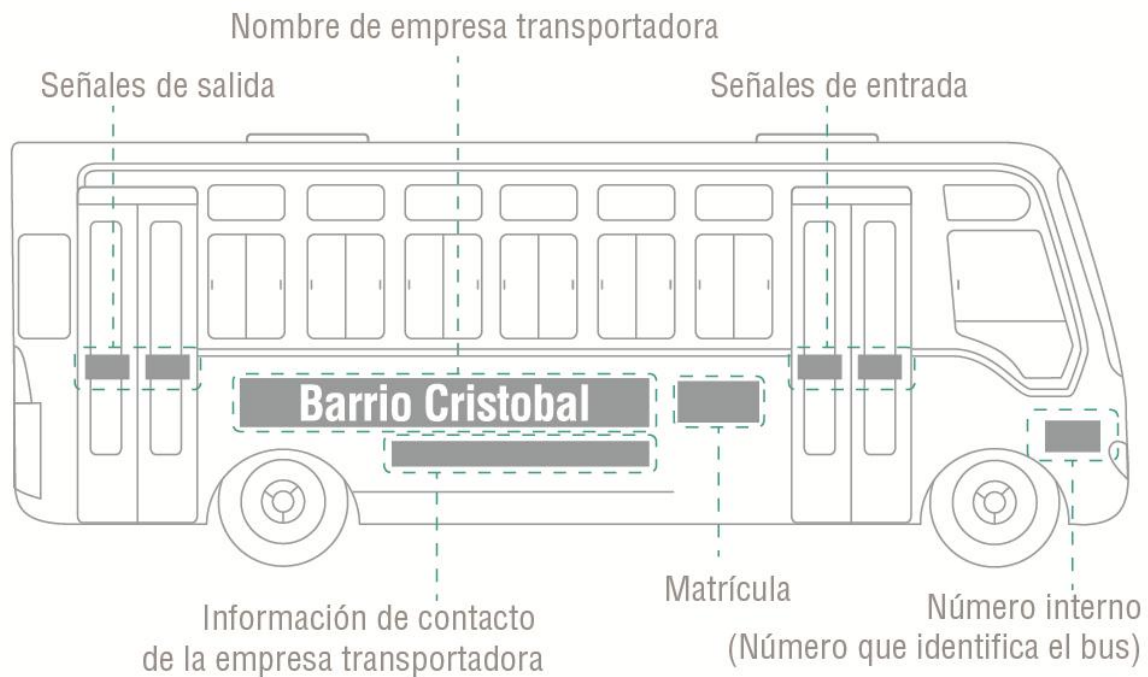 Nombre de empresa transportadora
Señales de salida
Señales de entrada
Barrio Cristobal
Matrícula
Información de contacto
de la empresa transportadora
Número interno
(Número que identifica el bus)